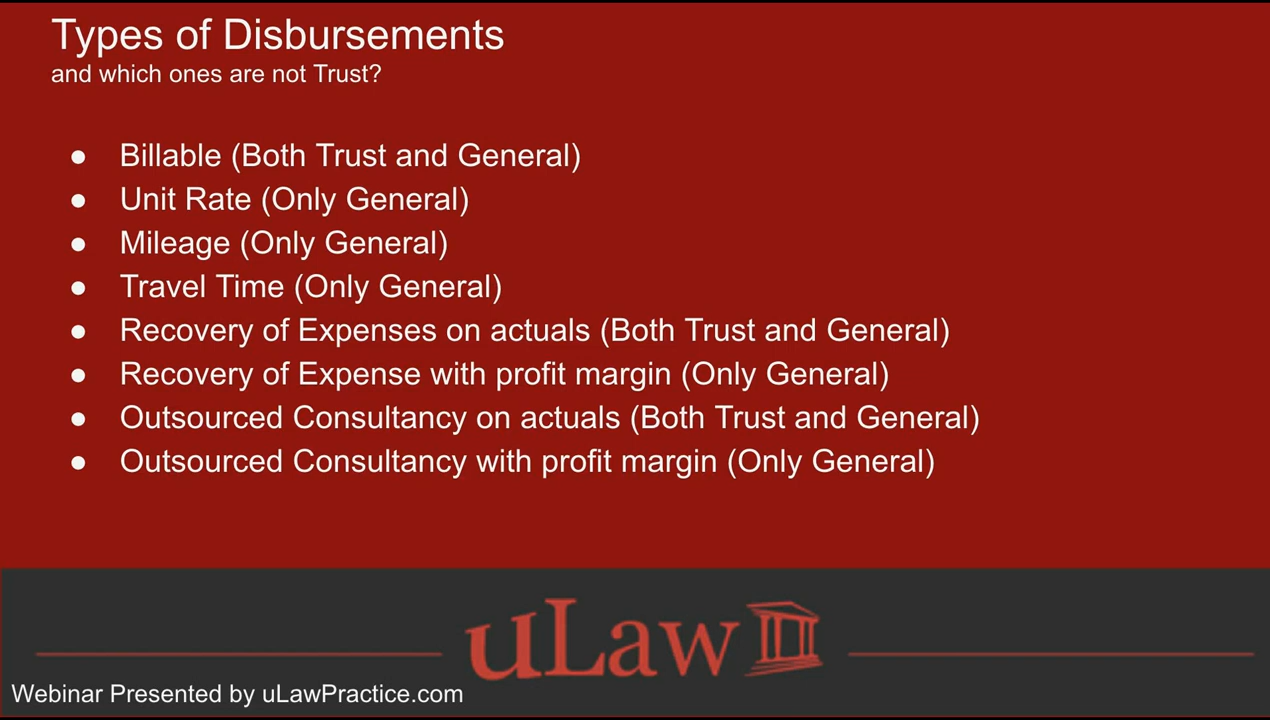 Types of Disbursements
and which ones are not Trust?
● Billable (Both Trust and General)
● Unit Rate (Only General)
● Mileage (Only General)
● Travel Time (Only General)
● Recovery of Expenses on actuals (Both Trust and General)
● Recovery of Expense with profit margin (Only General)
● Outsourced Consultancy on actuals (Both Trust and General)
● Outsourced Consultancy with profit margin (Only General)
uLaw
Webinar Presented by uLawPractice.com